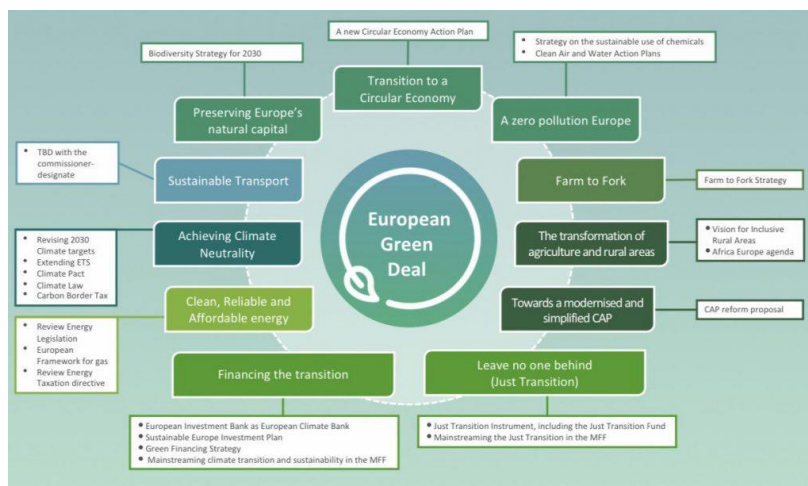 A new Circular Economy Action Plan
Transition to a
Circular Economy
Biodiversity Strategy for 2030
Preserving Europe's
natural capital
Strategy on the sustainable use of chemicals
Clean Air and Water Action Plans
A zero pollution Europe
TBD with the
commissioner-
designate
Sustainable Transport
European
Green
Deal
Farm to Fork
Farm to Fork Strategy
Revising 2030
Climate targets
Extending ETS
Climate Pact
Climate Law
Carbon Border Tax
Achieving Climate
Neutrality
The transformation of
agriculture and rural areas
Vision for Inclusive
Rural Areas
Africa Europe agenda
Review Energy
Legislation
European
Framework for gas
Review Energy
Taxation directive
Clean, Reliable and
Affordable energy
Towards a modernised and
simplified CAP
CAP reform proposal
Financing the transition
European Investment Bank as European Climate Bank
Sustainable Europe Investment Plan
Green Financing Strategy
Mainstreaming climate transition and sustainability in the MFF
Leave no one behind
(Just Transition)
Just Transition Instrument, including the Just Transition Fund
Mainstreaming the Just Transition in the MFF